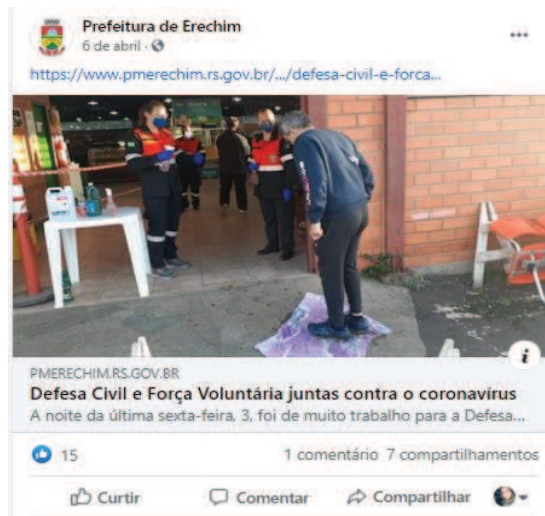 Prefeitura de Erechim
6 de abril
https://www.pmerechim.rs.gov.br/.../defesa-civil-e-forca...
PMERECHIM.RS.GOV.BR
Defesa Civil e Força Voluntária juntas contra o coronavírus
A noite da última sexta-feira, 3, foi de muito trabalho para a Defesa...
15 1 comentário 7 compartilhamentos
Curtir Comentar Compartilhar